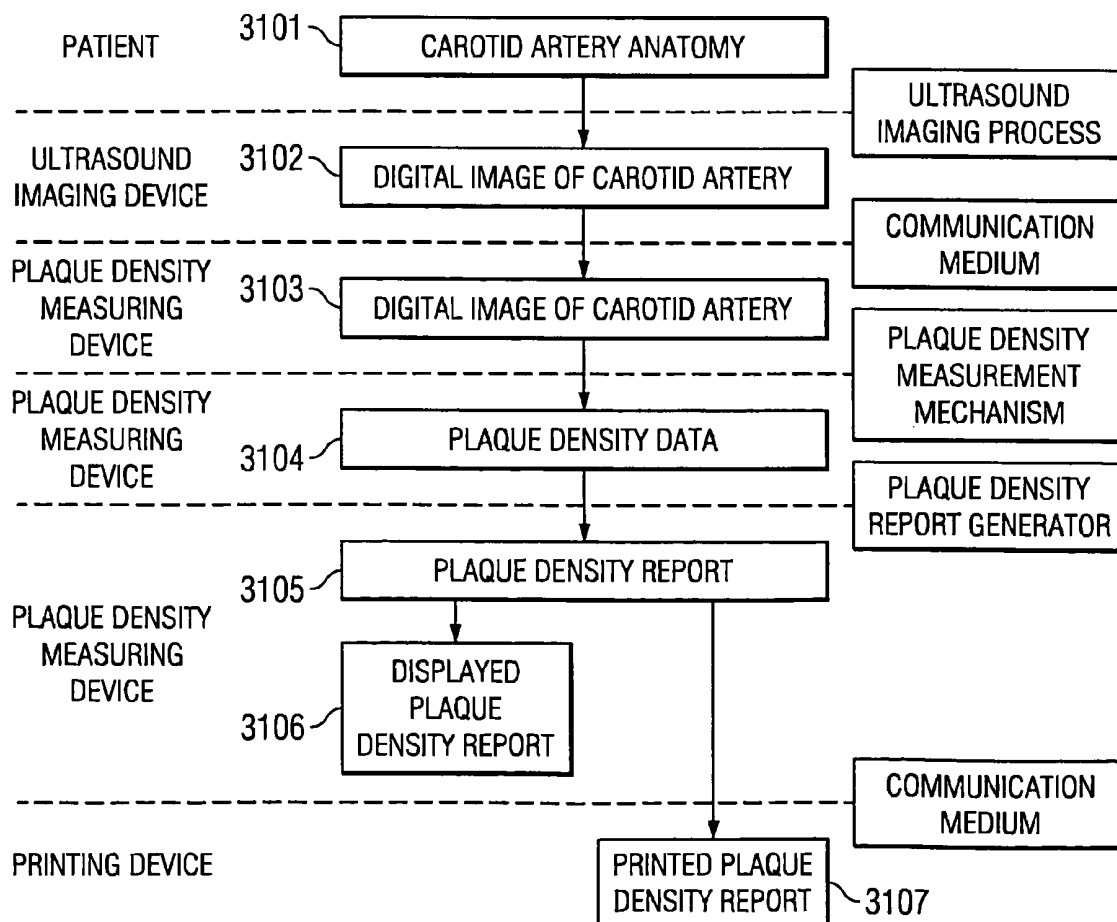 PATIENT
3101
CAROTID ARTERY ANATOMY
ULTRASOUND
IMAGING PROCESS
ULTRASOUND
IMAGING DEVICE
3102
DIGITAL IMAGE OF CAROTID ARTERY
COMMUNICATION
MEDIUM
PLAQUE DENSITY
MEASURING
DEVICE
3103
DIGITAL IMAGE OF CAROTID ARTERY
PLAQUE DENSITY
MEASUREMENT
MECHANISM
PLAQUE DENSITY
MEASURING
DEVICE
3104
PLAQUE DENSITY DATA
PLAQUE DENSITY
REPORT GENERATOR
3105
PLAQUE DENSITY REPORT
PLAQUE DENSITY
MEASURING
DEVICE
3106
DISPLAYED
PLAQUE
DENSITY REPORT
COMMUNICATION
MEDIUM
PRINTING DEVICE
PRINTED PLAQUE
DENSITY REPORT
3107